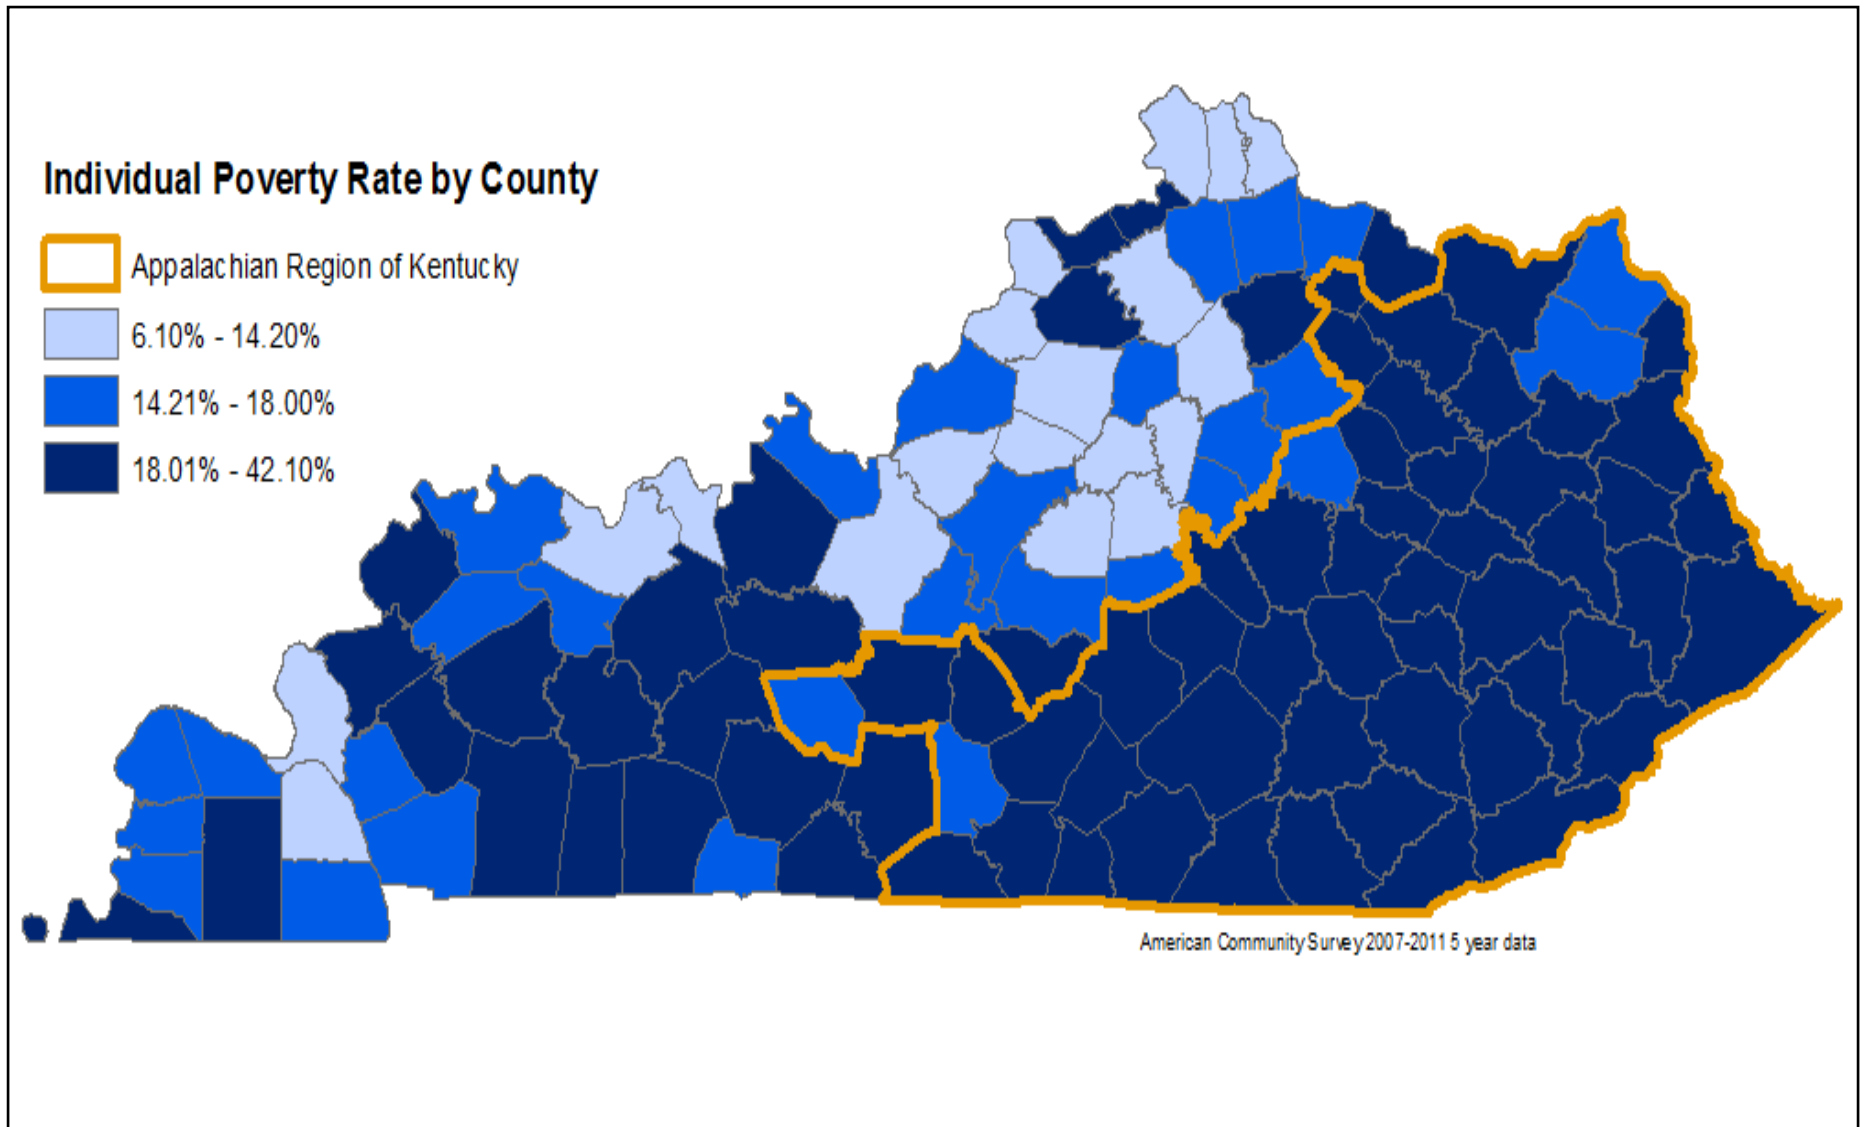 Individual Poverty Rate by County
Appalachian Region of Kentucky
6.10% - 14.20%
14.21% - 18.00%
18.01% - 42.10%
American Community Survey 2007-2011 5 year data